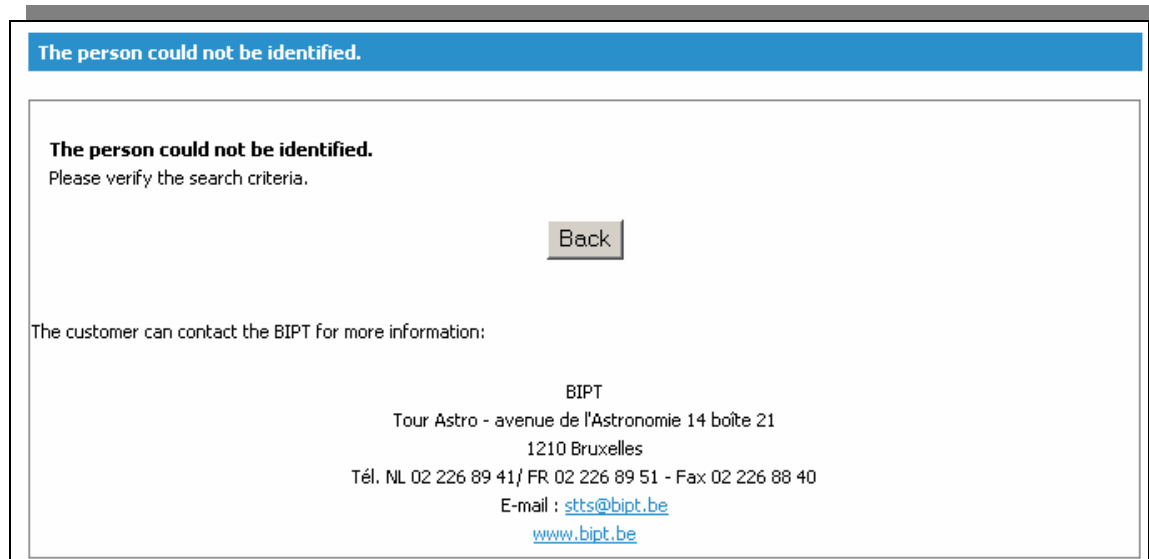 The person could not be identified.
The person could not be identified.
Please verify the search criteria.
Back
The customer can contact the BIPT for more information:
BIPT
Tour Astro - avenue de l'Astronomie 14 boîte 21
1210 Bruxelles
Tél. NL 02 226 89 41/ FR 02 226 89 51 - Fax 02 226 88 40
E-mail : stts@bipt.be
www.bipt.be